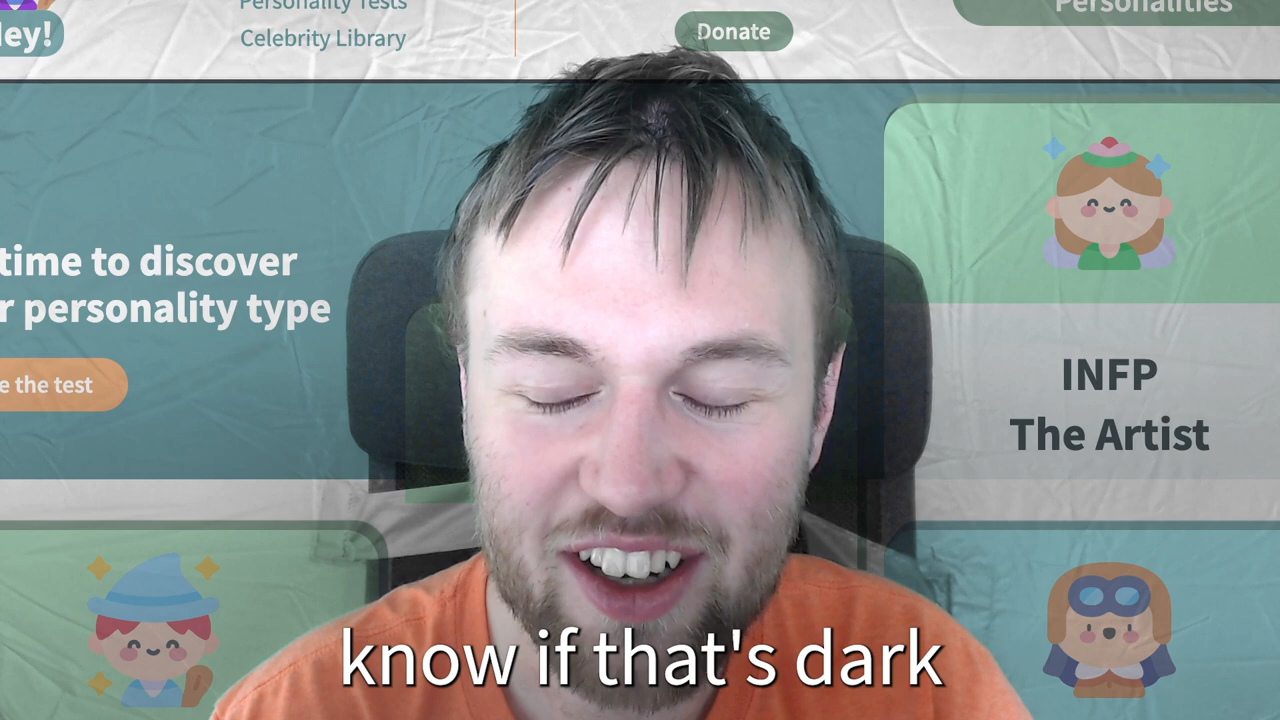 ley!
Personality Tests
Celebrity Library
Donate
Personalities
time to discover
r personality type
e the test
INFP
The Artist
know if that's dark